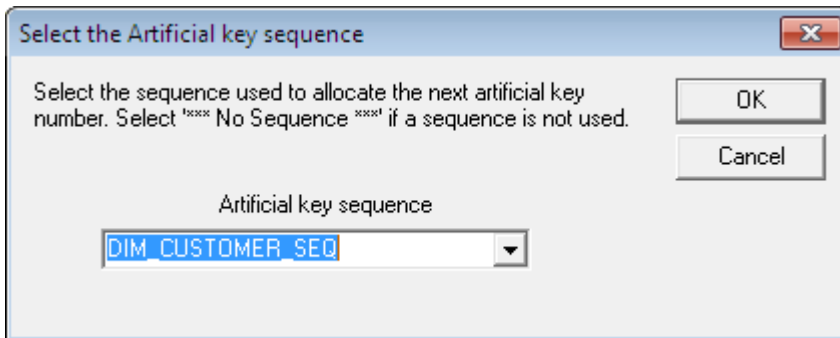 Select the Artificial key sequence
Select the sequence used to allocate the next artificial key
number. Select '*** No Sequence ***' if a sequence is not used.
OK
Cancel
Artificial key sequence
DIM_CUSTOMER_SEQ